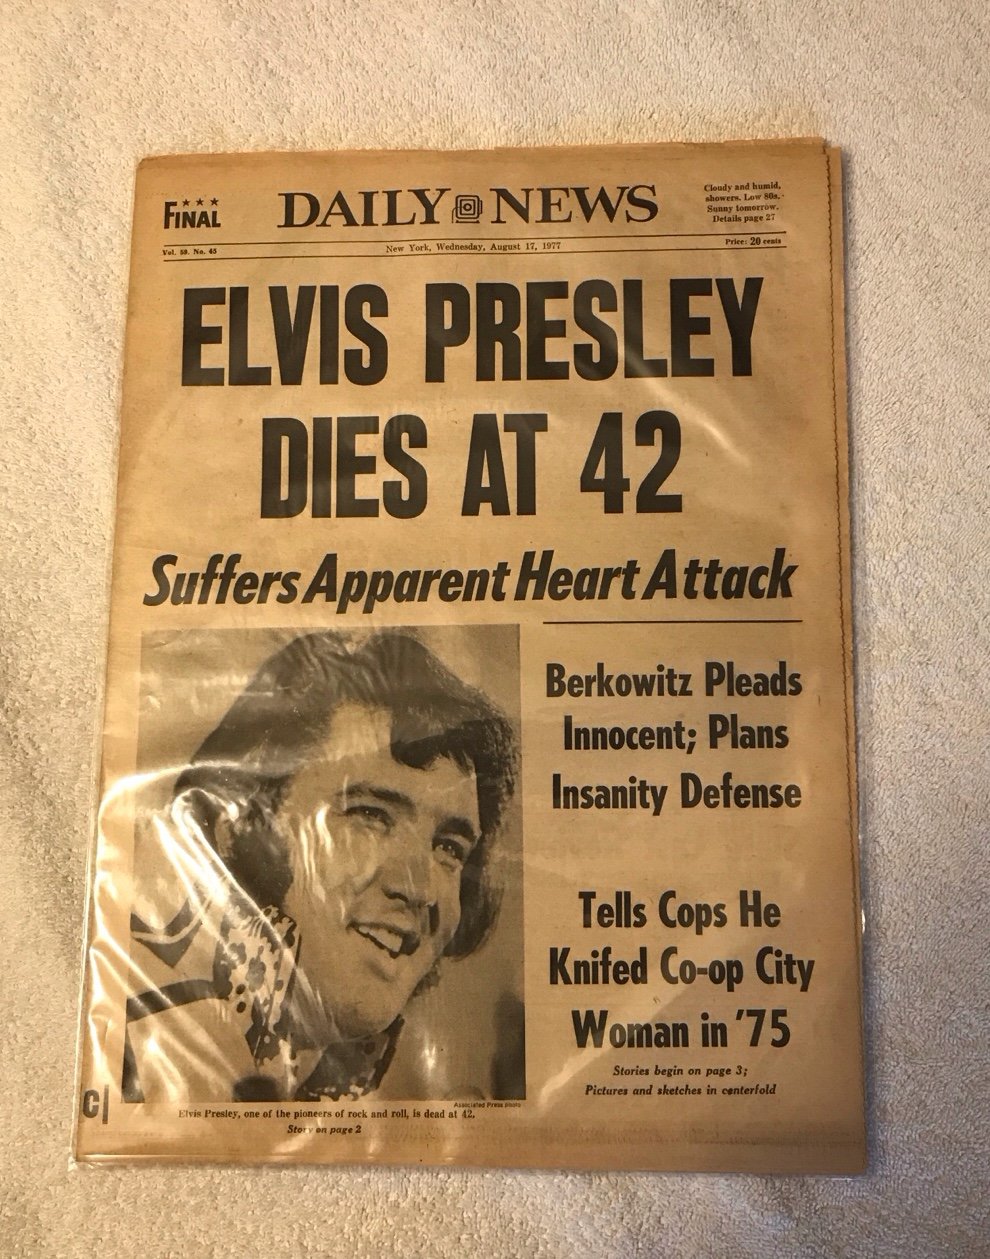 ★ ★ ★
FINAL
DAILY NEWS
Cloudy and humid,
showers. Low 80s.
Sunny tomorrow.
Details page 27
Vol. 59. No. 45
New York, Wednesday, August 17, 1977
Price: 20 cents
ELVIS PRESLEY
DIES AT 42
Suffers Apparent Heart Attack
Berkowitz Pleads
Innocent; Plans
Insanity Defense
Tells Cops He
Knifed Co-op City
Woman in '75
Stories begin on page 3;
Pictures and sketches in centerfold
Associated Press photo
Elvis Presley, one of the pioneers of rock and roll, is dead at 42.
Story on page 2
C|